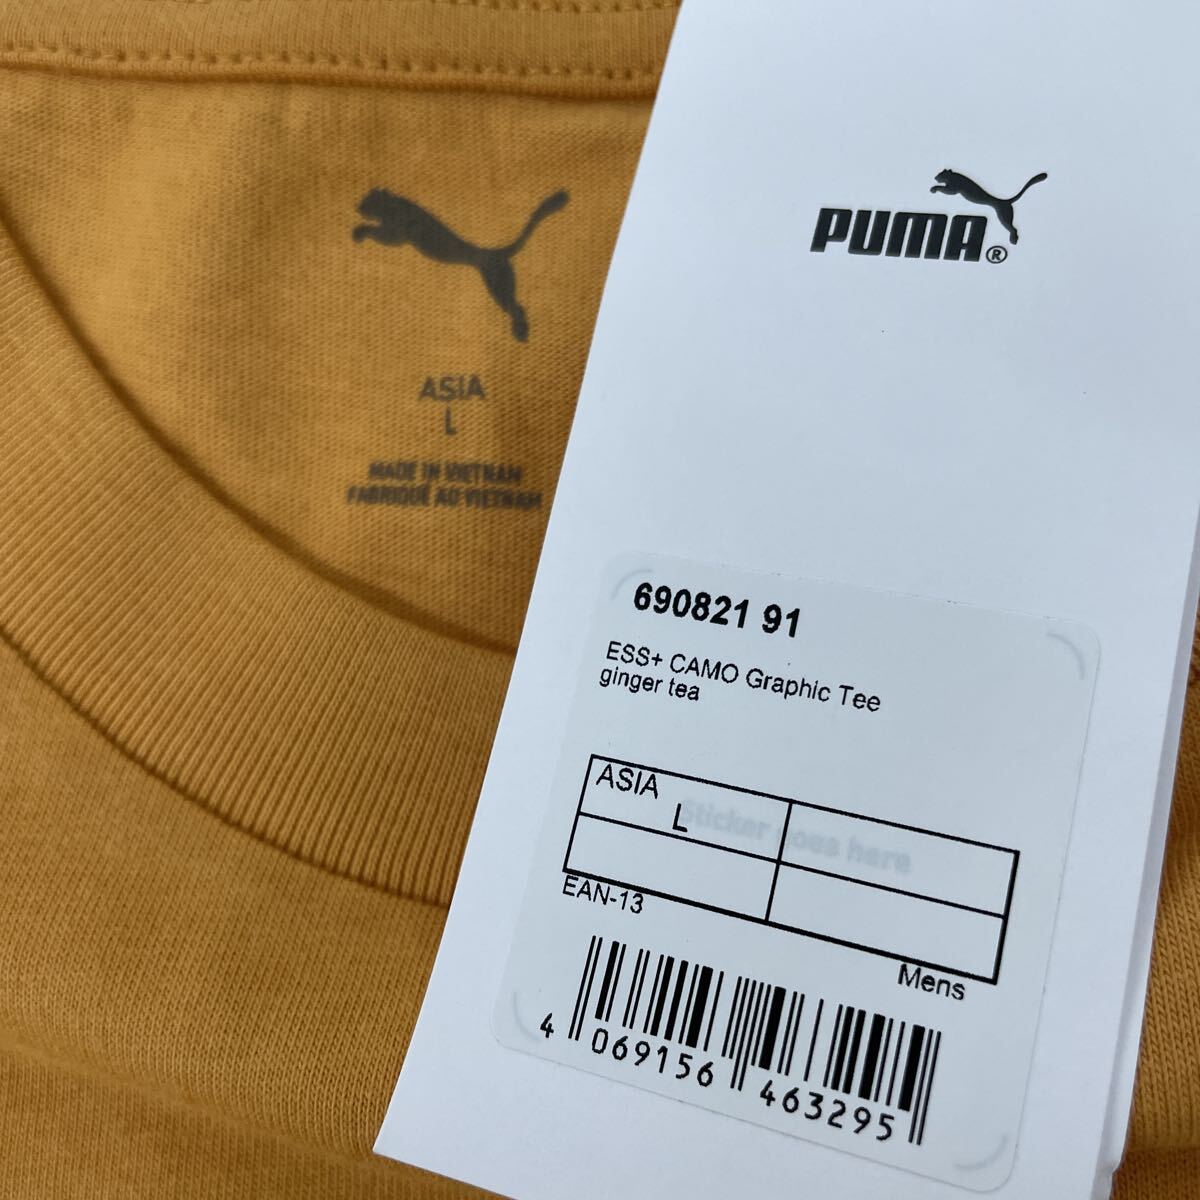 ASIA
L
MADE IN VIETNAM
FABRIQUÉ AU VIETNAM
PUMA®
690821 91
ESS+ CAMO Graphic Tee
ginger tea
ASIA
L
Sticker goes here
EAN-13
Mens
4 069156 463295